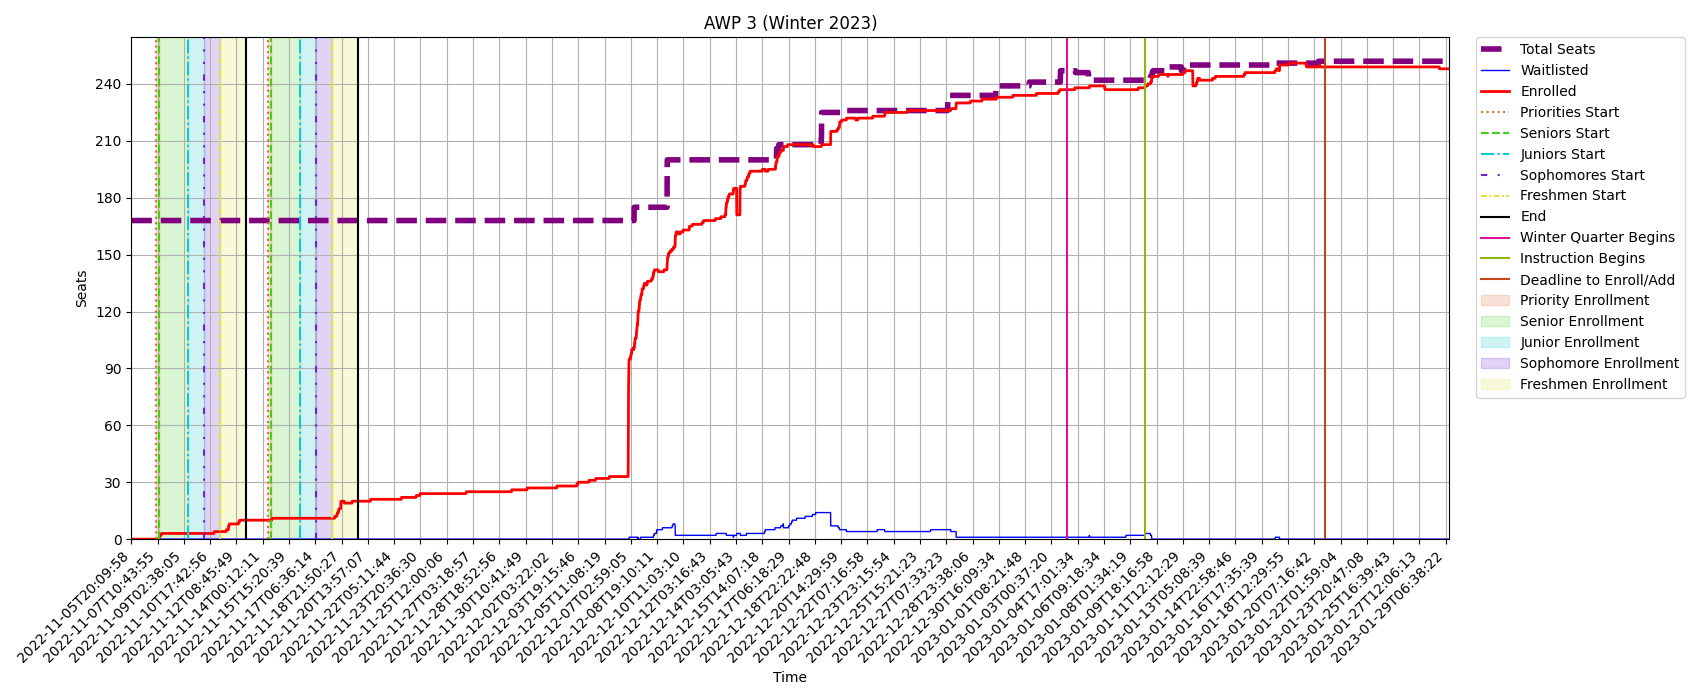 AWP 3 (Winter 2023)
Seats
240
210
180
150
120
90
60
30
0
2022-11-05T20:09:58
2022-11-07T10:43:55
2022-11-09T02:38:05
2022-11-10T17:42:56
2022-11-12T08:45:49
2022-11-14T00:12:11
2022-11-15T15:20:39
2022-11-17T06:36:14
2022-11-18T21:50:27
2022-11-20T13:57:07
2022-11-22T05:11:44
2022-11-23T20:36:30
2022-11-25T12:00:06
2022-11-27T03:18:57
2022-11-28T18:52:56
2022-11-30T10:41:49
2022-12-02T03:22:02
2022-12-03T19:15:46
2022-12-05T11:08:19
2022-12-07T02:59:05
2022-12-08T19:10:11
2022-12-10T11:03:10
2022-12-12T03:16:43
2022-12-14T03:05:43
2022-12-15T14:07:18
2022-12-17T06:18:29
2022-12-18T22:22:48
2022-12-20T14:29:59
2022-12-22T07:16:58
2022-12-23T23:15:54
2022-12-25T15:21:23
2022-12-27T07:33:23
2022-12-28T23:38:06
2022-12-30T16:09:34
2023-01-01T08:21:48
2023-01-03T00:37:20
2023-01-04T17:01:34
2023-01-06T09:18:34
2023-01-08T01:34:19
2023-01-09T18:16:58
2023-01-11T12:12:29
2023-01-13T05:08:39
2023-01-14T22:58:46
2023-01-16T17:35:39
2023-01-18T12:29:55
2023-01-20T07:16:42
2023-01-22T01:59:04
2023-01-23T20:47:08
2023-01-25T16:39:43
2023-01-27T12:06:13
2023-01-29T06:38:22
Time
Total Seats
Waitlisted
Enrolled
Priorities Start
Seniors Start
Juniors Start
Sophomores Start
Freshmen Start
End
Winter Quarter Begins
Instruction Begins
Deadline to Enroll/Add
Priority Enrollment
Senior Enrollment
Junior Enrollment
Sophomore Enrollment
Freshmen Enrollment